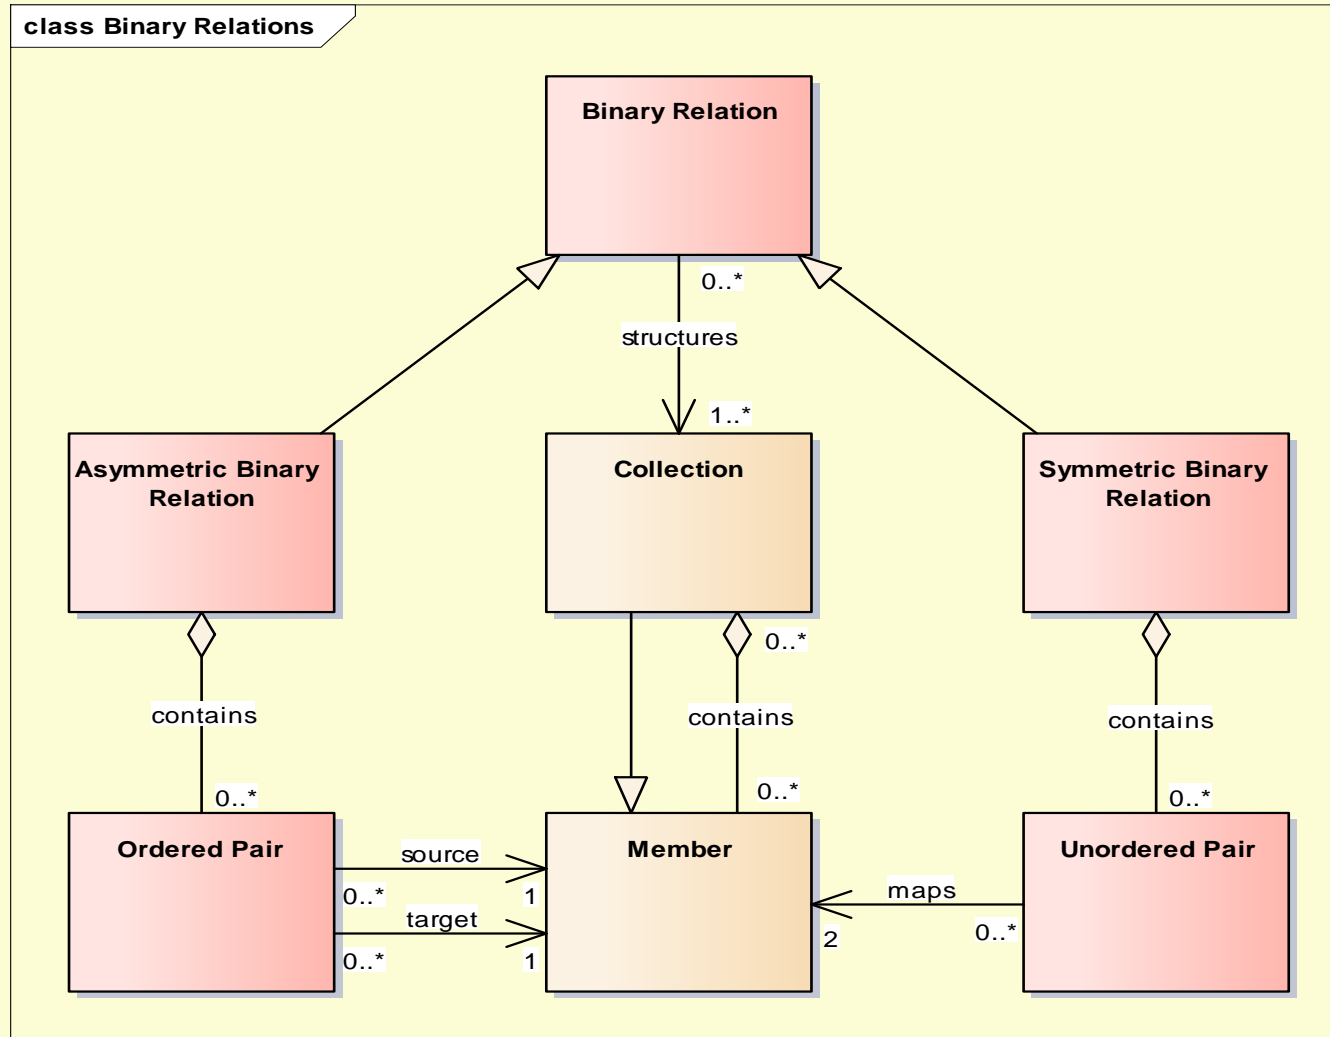 class Binary Relations
Binary Relation
0..*
structures
1..*
Asymmetric Binary
Relation
Collection
Symmetric Binary
Relation
0..*
contains
contains
contains
0..*
0..*
0..*
Ordered Pair
source
0..*
1
target
0..*
1
Member
maps
2
0..*
Unordered Pair